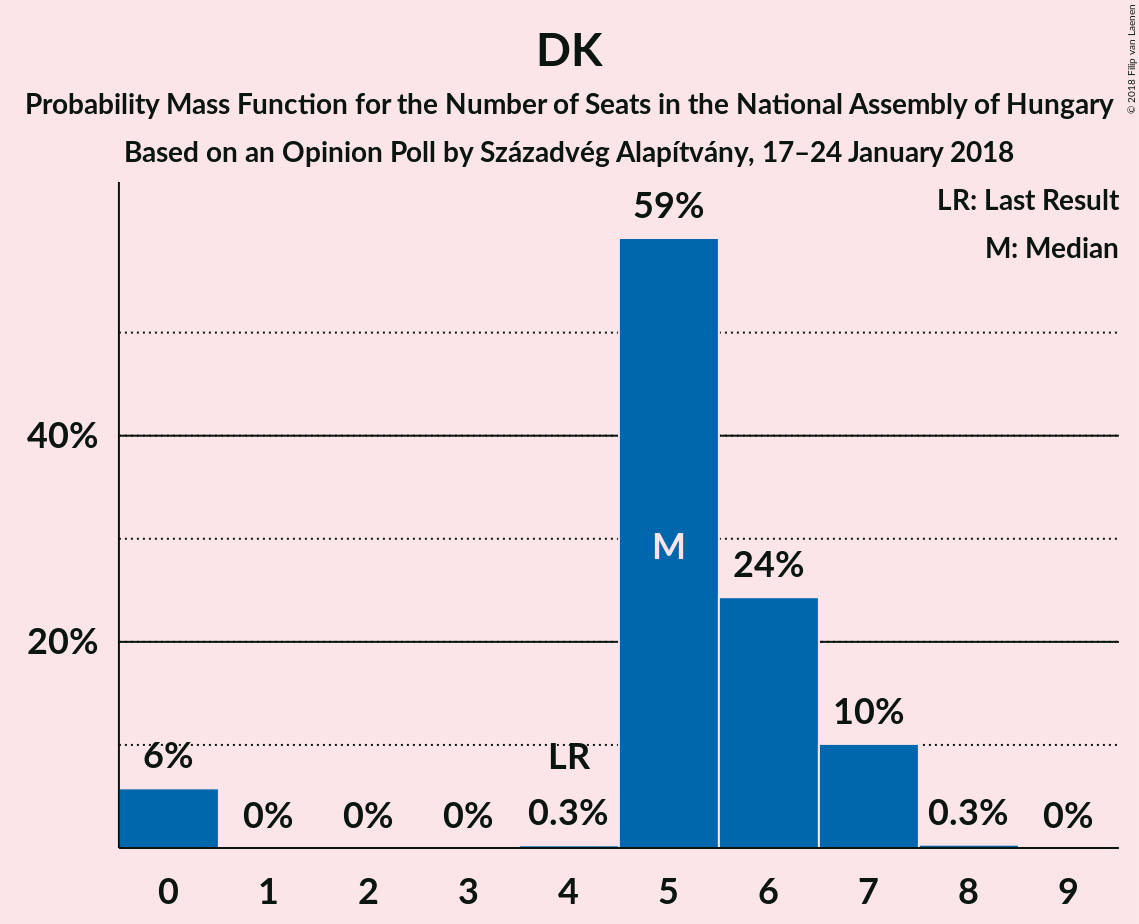 DK
Probability Mass Function for the Number of Seats in the National Assembly of Hungary
Based on an Opinion Poll by Századvég Alapítvány, 17–24 January 2018
© 2018 Filip van Laenen
LR: Last Result
M: Median
59%
40%
M
24%
20%
10%
6%
LR
0% 0% 0% 0.3% 0.3% 0%
0 1 2 3 4 5 6 7 8 9